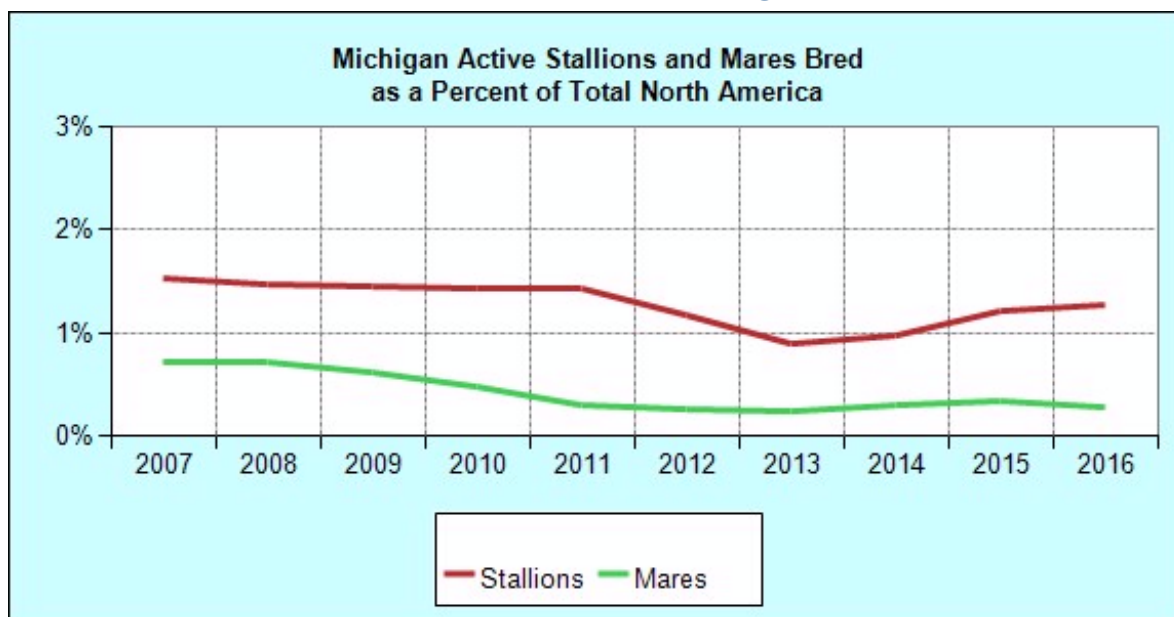 Michigan Active Stallions and Mares Bred
as a Percent of Total North America
3%
2%
1%
0%
2007 2008 2009 2010 2011 2012 2013 2014 2015 2016
Stallions Mares